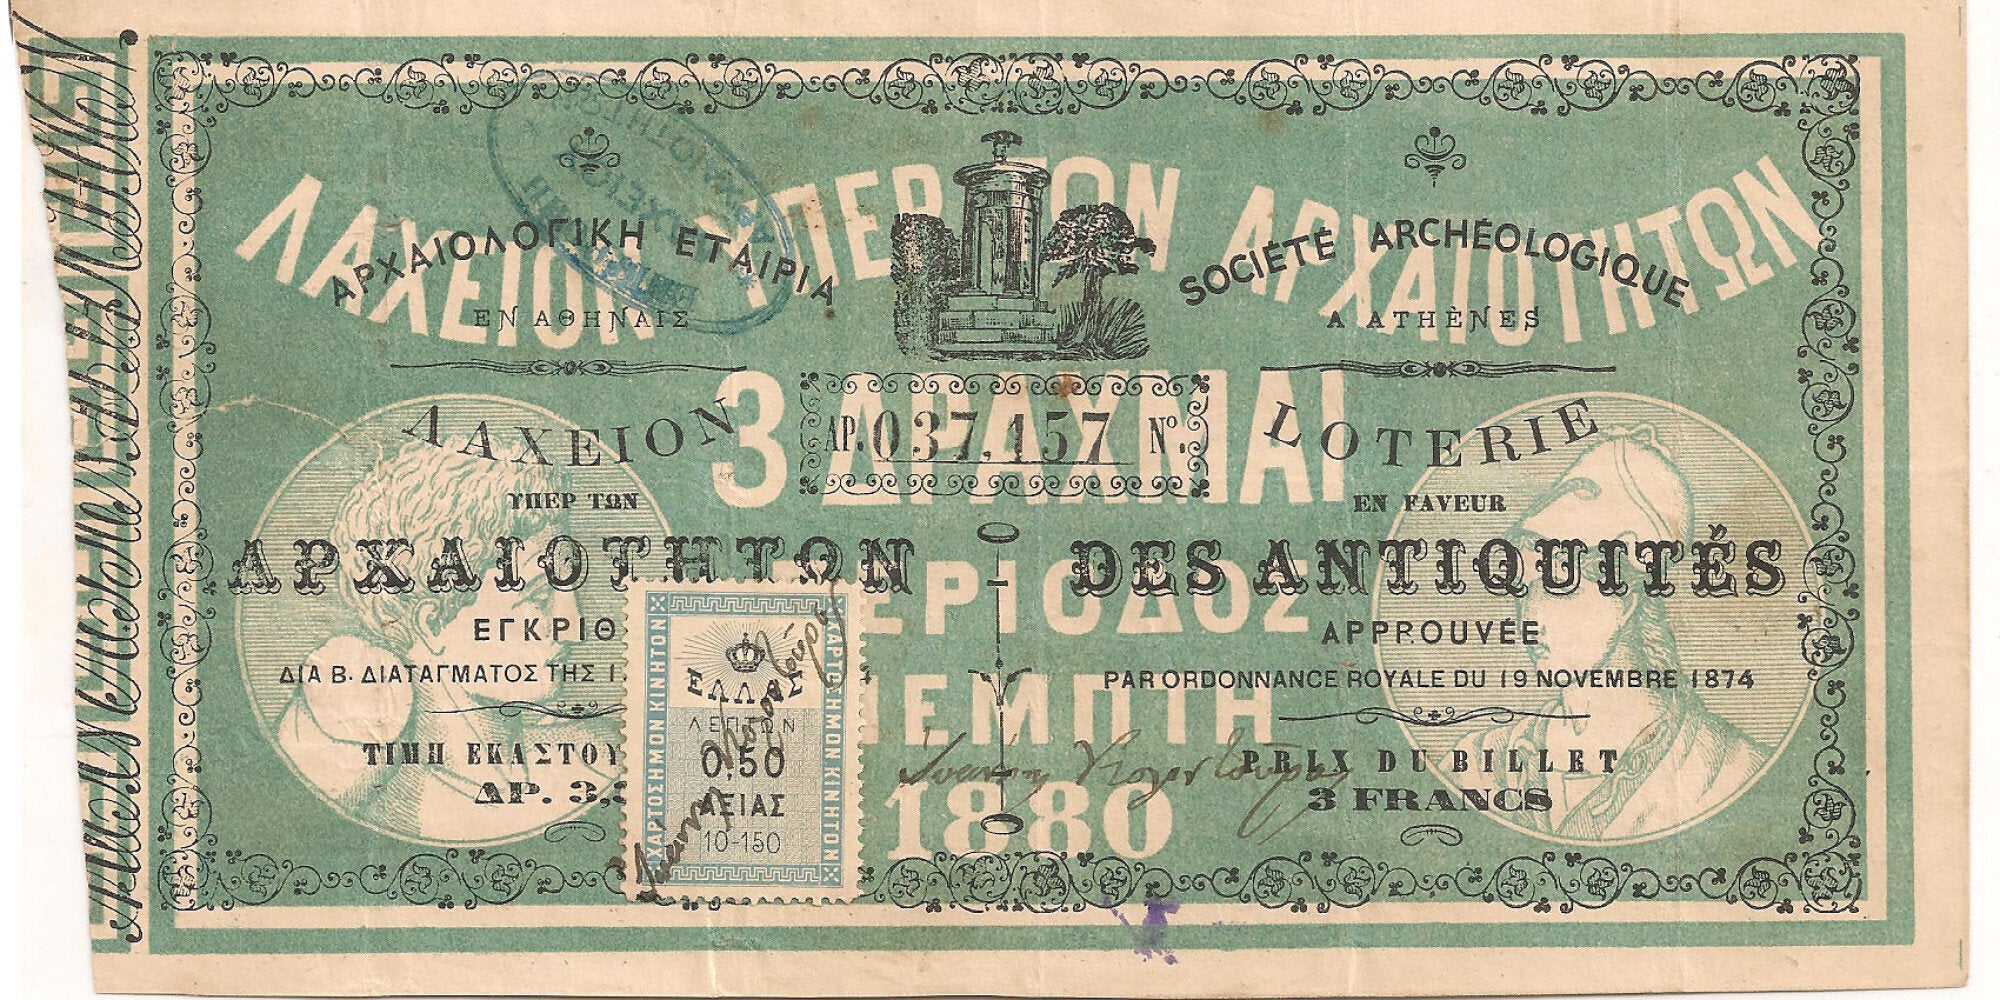 ΛΑΧΕΙΟΝ ΥΠΕΡ ΤΩΝ ΑΡΧΑΙΟΤΗΤΩΝ
3 ΔΡΑΧΜΑΙ
ΠΕΡΙΟΔΟΣ
ΠΕΜΠΤΗ
1880
ΑΡΧΑΙΟΛΟΓΙΚΗ ΕΤΑΙΡΙΑ
ΕΝ ΑΘΗΝΑΙΣ
ΑΡ. 037,157 Νº.
ΛΑΧΕΙΟΝ
ΥΠΕΡ ΤΩΝ
ΑΡΧΑΙΟΤΗΤΩΝ
ΕΓΚΡΙΘ
ΔΙΑ Β. ΔΙΑΤΑΓΜΑΤΟΣ ΤΗΣ 1
ΤΙΜΗ ΕΚΑΣΤΟΥ
ΔΡ. 3,
SOCIÉTÉ ARCHÉOLOGIQUE
A ATHÈNES
LOTERIE
EN FAVEUR
DES ANTIQUITÉS
APPROUVÉE
PAR ORDONNANCE ROYALE DU 19 NOVEMBRE 1874
PRIX DU BILLET
3 FRANCS
ΧΑΡΤΟΣΗΜΟΝ ΚΙΝΗΤΟΝ
ΕΛΛΑΣ
ΛΕΠΤΩΝ
0,50
ΑΞΙΑΣ
10-150
ΧΑΡΤΟΣΗΜΟΝ ΚΙΝΗΤΟΝ